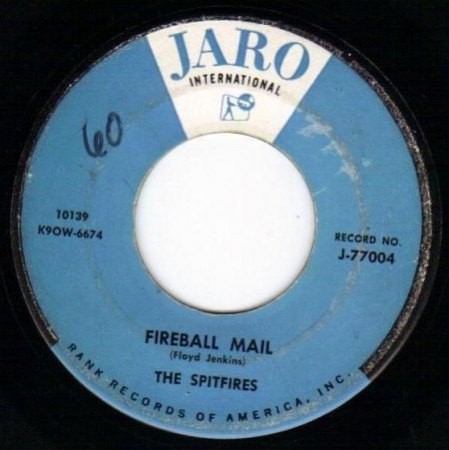 JARO
INTERNATIONAL
60
10139
K9OW-6674
RECORD NO.
J-77004
FIREBALL MAIL
(Floyd Jenkins)
THE SPITFIRES
RANK RECORDS OF AMERICA, INC.